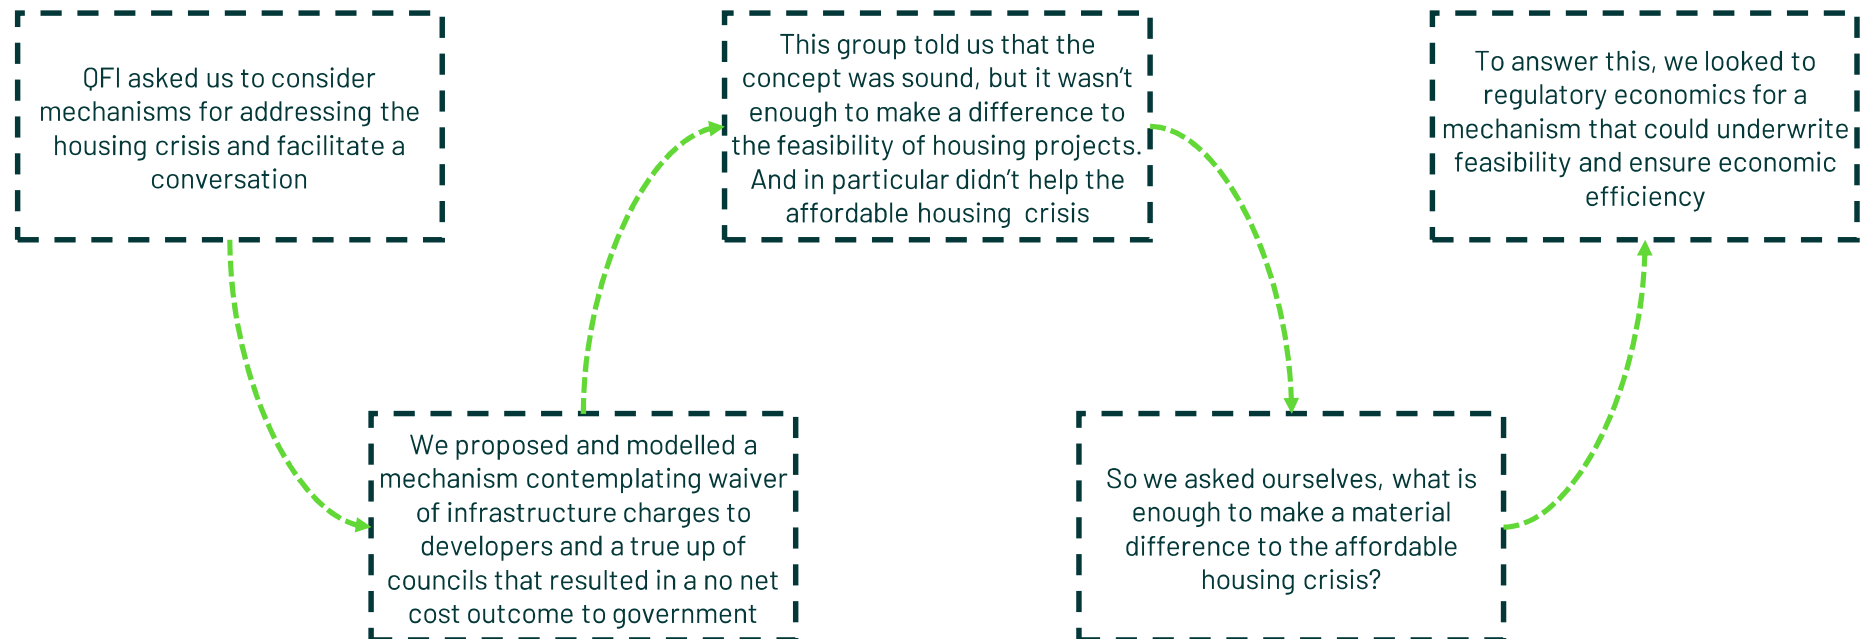 QFI asked us to consider
mechanisms for addressing the
housing crisis and facilitate a
conversation
We proposed and modelled a
mechanism contemplating waiver
of infrastructure charges to
developers and a true up of
councils that resulted in a no net
cost outcome to government
This group told us that the
concept was sound, but it wasn't
enough to make a difference to
the feasibility of housing projects.
And in particular didn't help the
affordable housing  crisis
So we asked ourselves, what is
enough to make a material
difference to the affordable
housing crisis?
To answer this, we looked to
regulatory economics for a
mechanism that could underwrite
feasibility and ensure economic
efficiency